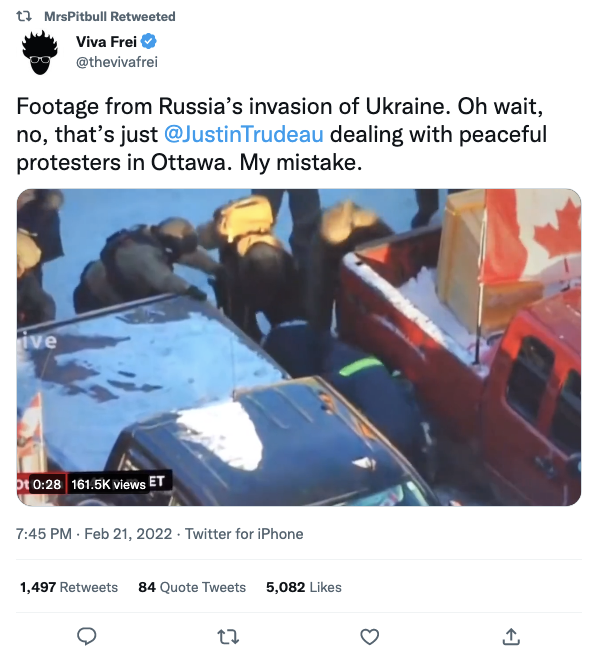 MrsPitbull Retweeted
Viva Frei
@thevivafrei
Footage from Russia's invasion of Ukraine. Oh wait,
no, that's just @JustinTrudeau dealing with peaceful
protesters in Ottawa. My mistake.
ive
0:28 161.5K views ET
7:45 PM · Feb 21, 2022 · Twitter for iPhone
1,497 Retweets 84 Quote Tweets 5,082 Likes